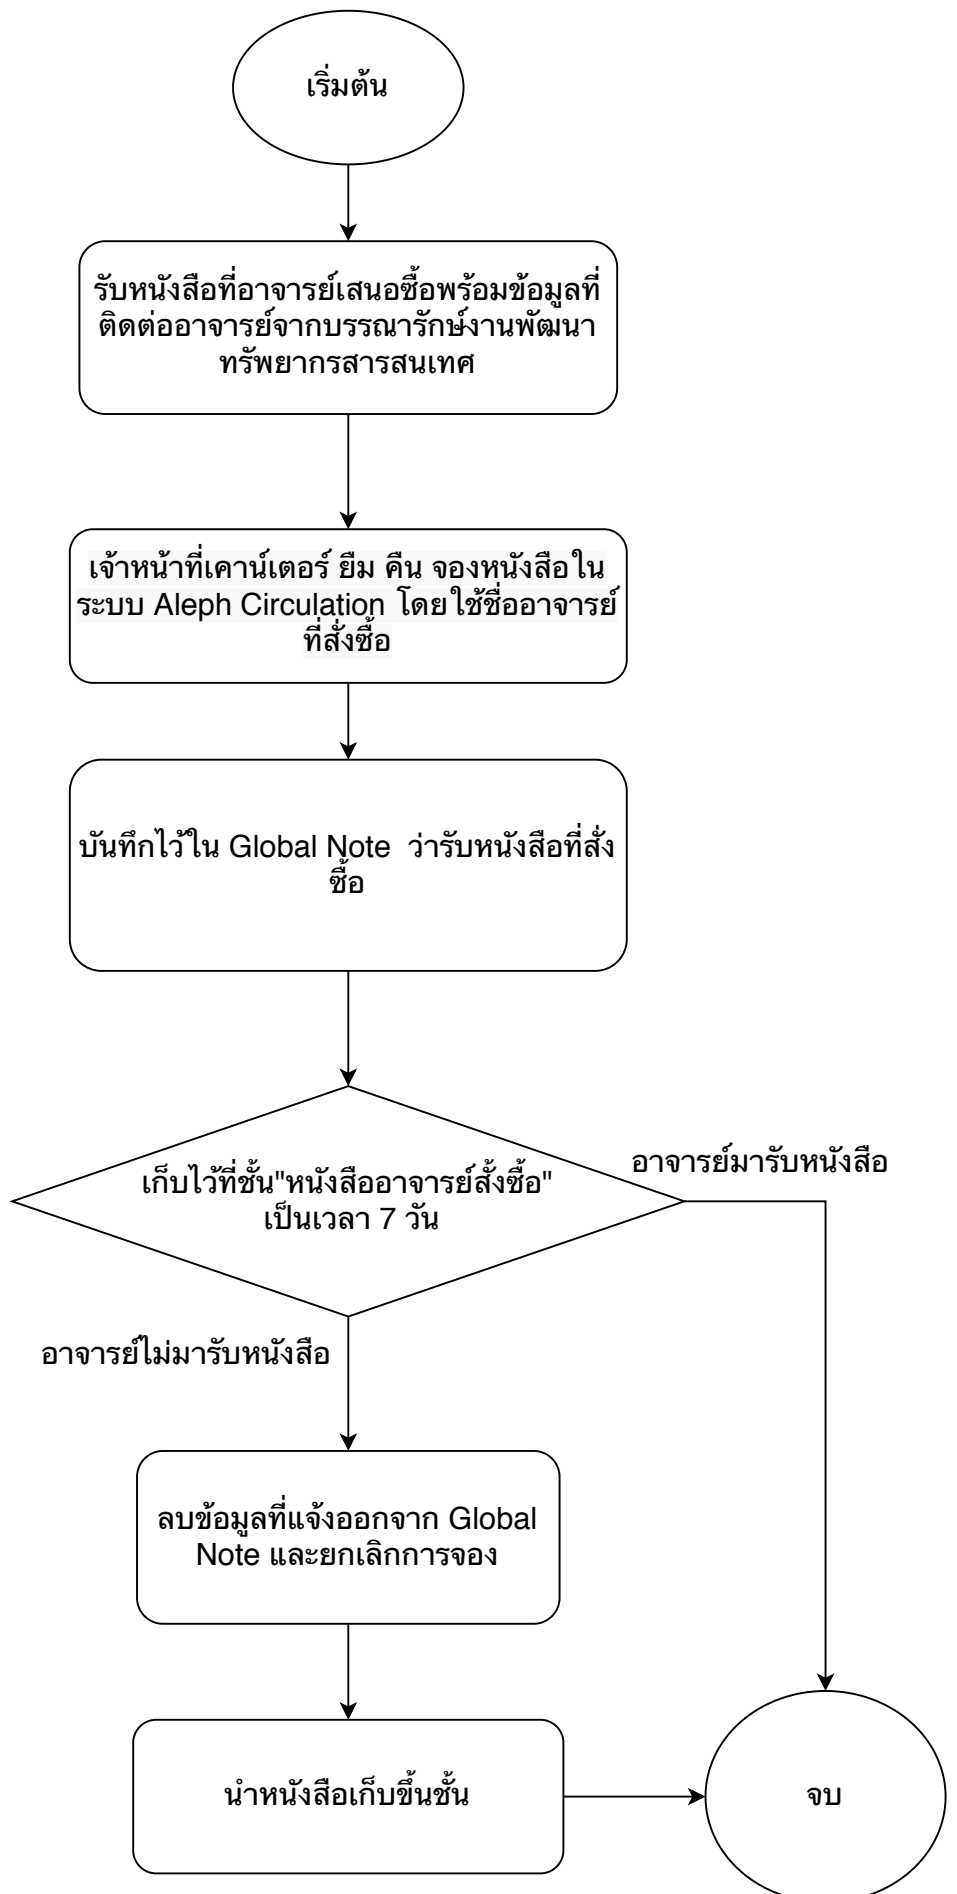 เริ่มต้น
รับหนังสือที่อาจารย์เสนอซื้อพร้อมข้อมูลที่
ติดต่ออาจารย์จากบรรณารักษ์งานพัฒนา
ทรัพยากรสารสนเทศ
เจ้าหน้าที่เคาน์เตอร์ ยืม คืน จองหนังสือใน
ระบบ Aleph Circulation โดยใช้ชื่ออาจารย์
ที่สั่งซื้อ
บันทึกไว้ใน Global Note ว่ารับหนังสือที่สั่ง
ซื้อ
เก็บไว้ที่ชั้น"หนังสืออาจารย์สั้งซื้อ"
เป็นเวลา 7 วัน
อาจารย์มารับหนังสือ
อาจารย์ไม่มารับหนังสือ
ลบข้อมูลที่แจ้งออกจาก Global
Note และยกเลิกการจอง
นำหนังสือเก็บขึ้นชั้น
จบ